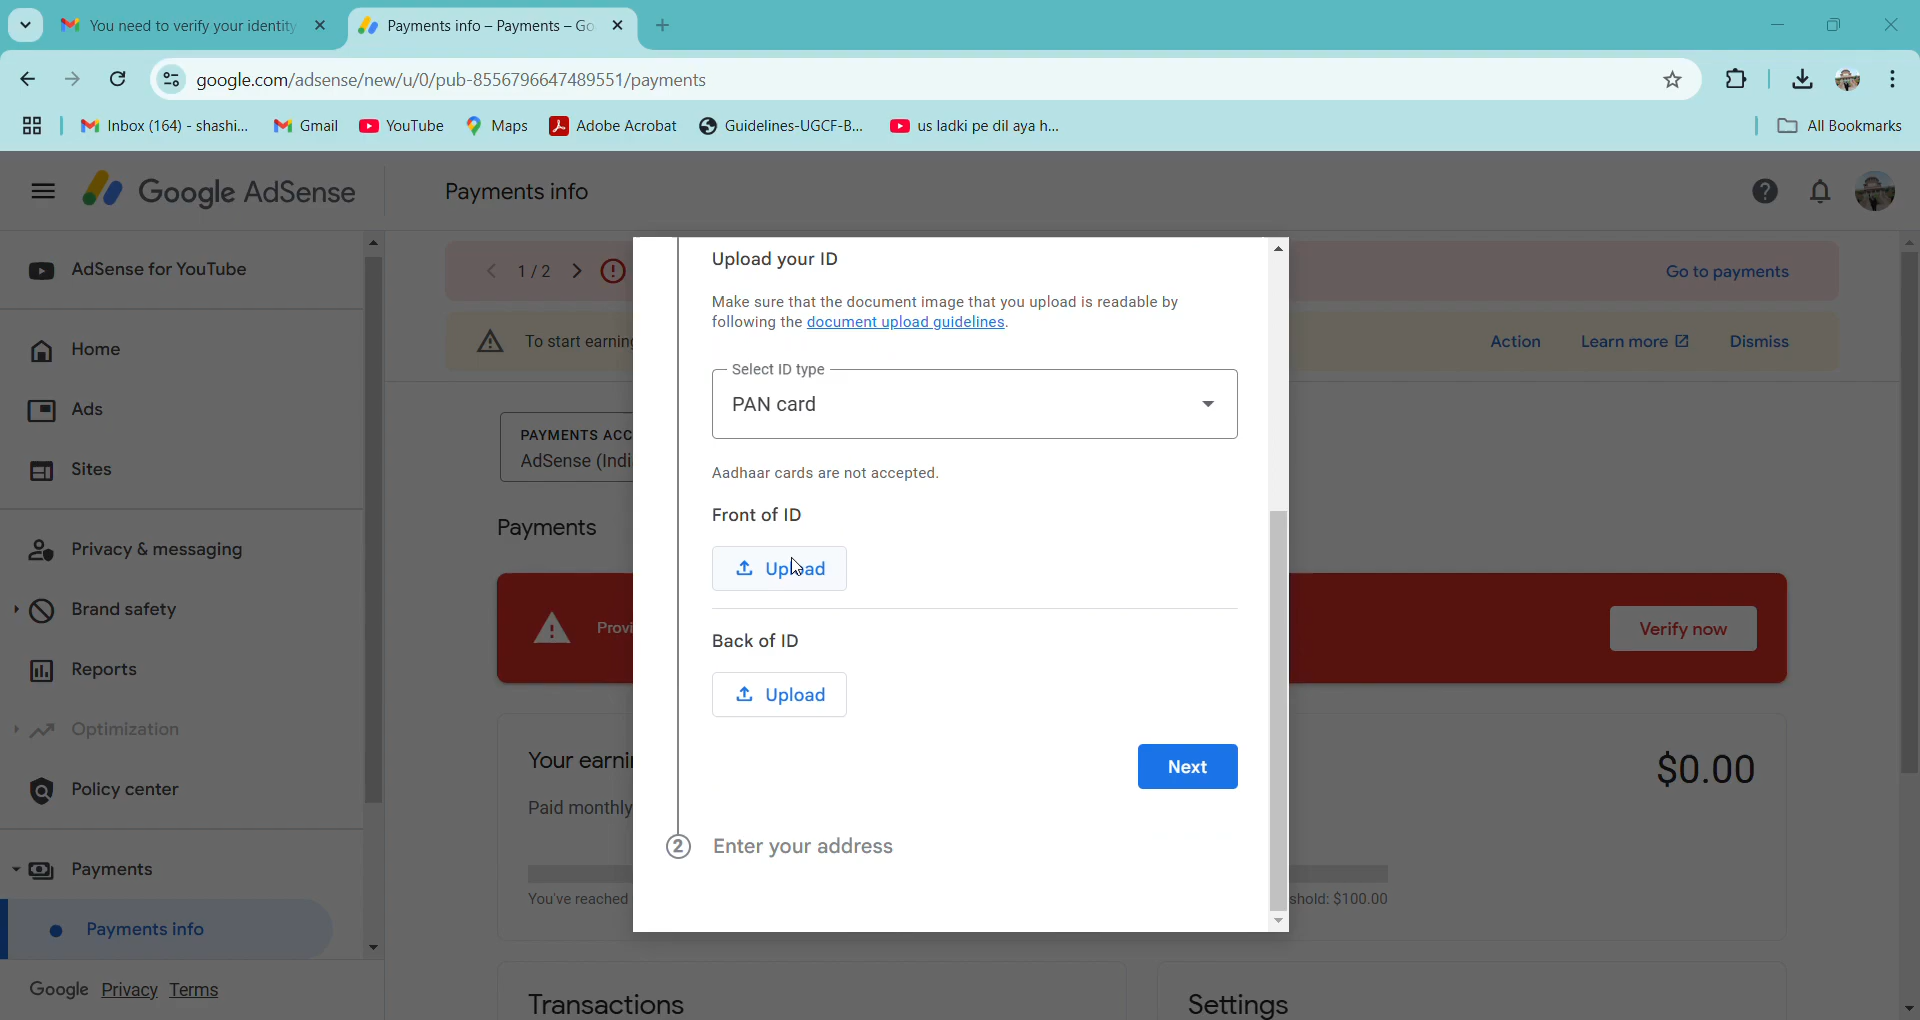 You need to verify your identity
Payments info – Payments – Go
google.com/adsense/new/u/0/pub-8556796647489551/payments
Inbox (164) - shashi...
Gmail
YouTube
Maps
Adobe Acrobat
Guidelines-UGCF-B...
us ladki pe dil aya h...
All Bookmarks
Google AdSense
Payments info
AdSense for YouTube
Home
Ads
Sites
Privacy & messaging
Brand safety
Reports
Optimization
Policy center
Payments
Payments info
Google Privacy Terms
1 / 2
Go to payments
To start earnin
Action
Learn more
Dismiss
PAYMENTS ACC
AdSense (Indi
Payments
Provi
Verify now
Your earni
$0.00
Paid monthly
You've reached
shold: $100.00
Transactions
Settings
Upload your ID
Make sure that the document image that you upload is readable by
following the document upload guidelines.
Select ID type
PAN card
Aadhaar cards are not accepted.
Front of ID
Upload
Back of ID
Upload
Next
2 Enter your address